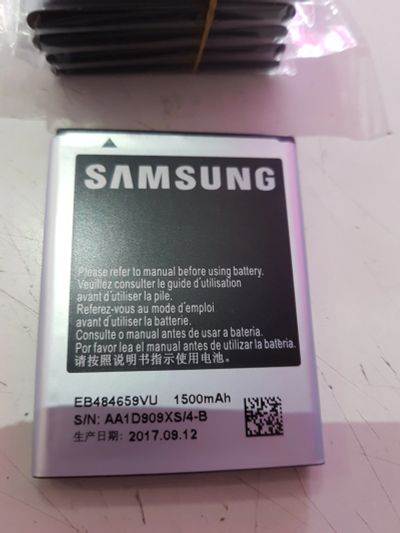 SAMSUNG
Please refer to manual before using battery.
Veuillez consulter le guide d'utilisation
avant d'utiliser la pile.
Referez-vous au mode d'emploi
avant d'utiliser la batterie.
Consulte o manual antes de usar a bateria.
Por favor lea el manual antes de utilizar la bateria.
请按照说明书指示使用电池。
EB484659VU 1500mAh
S/N: AA1D909XS/4-B
生产日期: 2017.09.12